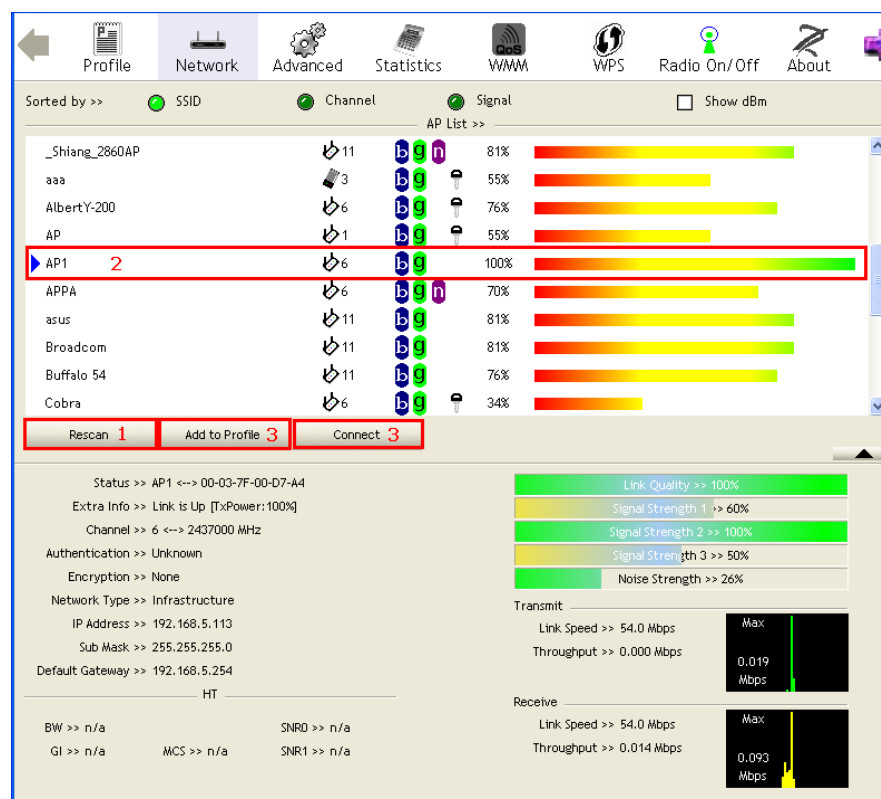 Profile Network Advanced Statistics QoS WMM WPS Radio On/Off About
Sorted by >> SSID Channel Signal Show dBm
AP List >>
_Shiang_2860AP 11 b g n 81%
aaa 3 b g 55%
AlbertY-200 6 b g 76%
AP 1 b g 55%
AP1 2 6 b g 100%
APPA 6 b g n 70%
asus 11 b g 81%
Broadcom 11 b g 81%
Buffalo 54 11 b g 76%
Cobra 6 b g 34%
Rescan 1 Add to Profile 3 Connect 3
Status >> AP1 <--> 00-03-7F-00-D7-A4
Extra Info >> Link is Up [TxPower:100%]
Channel >> 6 <--> 2437000 MHz
Authentication >> Unknown
Encryption >> None
Network Type >> Infrastructure
IP Address >> 192.168.5.113
Sub Mask >> 255.255.255.0
Default Gateway >> 192.168.5.254
HT
BW >> n/a SNR0 >> n/a
GI >> n/a MCS >> n/a SNR1 >> n/a
Link Quality >> 100%
Signal Strength 1 >> 60%
Signal Strength 2 >> 100%
Signal Strength 3 >> 50%
Noise Strength >> 26%
Transmit
Link Speed >> 54.0 Mbps
Throughput >> 0.000 Mbps
Max
0.019
Mbps
Receive
Link Speed >> 54.0 Mbps
Throughput >> 0.014 Mbps
Max
0.093
Mbps